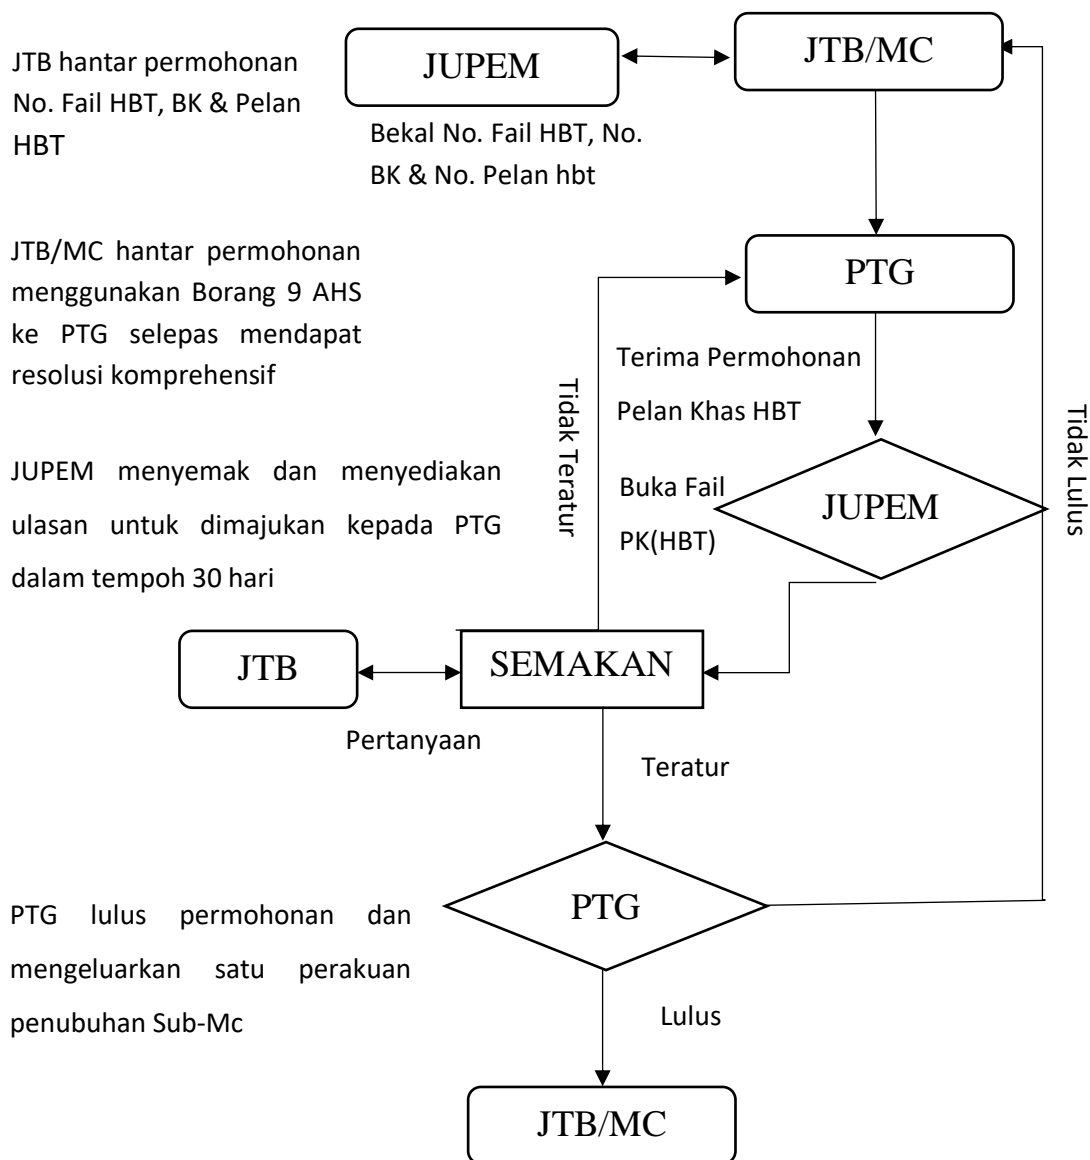 JTB hantar permohonan
No. Fail HBT, BK & Pelan
HBT
JUPEM
JTB/MC
Bekal No. Fail HBT, No.
BK & No. Pelan hbt
JTB/MC hantar permohonan
menggunakan Borang 9 AHS
ke PTG selepas mendapat
resolusi komprehensif
PTG
Terima Permohonan
Pelan Khas HBT
Tidak Teratur
Tidak Lulus
JUPEM menyemak dan menyediakan
ulasan untuk dimajukan kepada PTG
dalam tempoh 30 hari
Buka Fail
PK(HBT)
JUPEM
JTB
SEMAKAN
Pertanyaan
Teratur
PTG lulus permohonan dan
mengeluarkan satu perakuan
penubuhan Sub-Mc
PTG
Lulus
JTB/MC